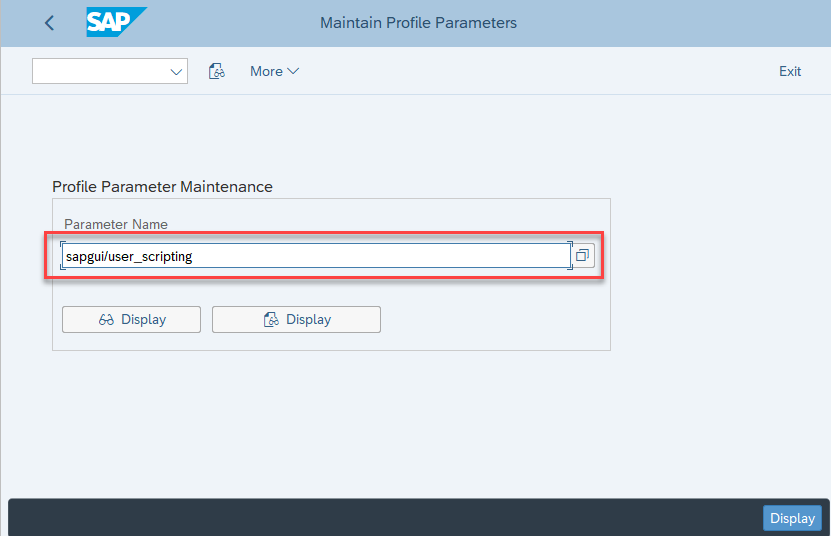 SAP
Maintain Profile Parameters
More
Exit
Profile Parameter Maintenance
Parameter Name
sapgui/user_scripting
Display
Display
Display